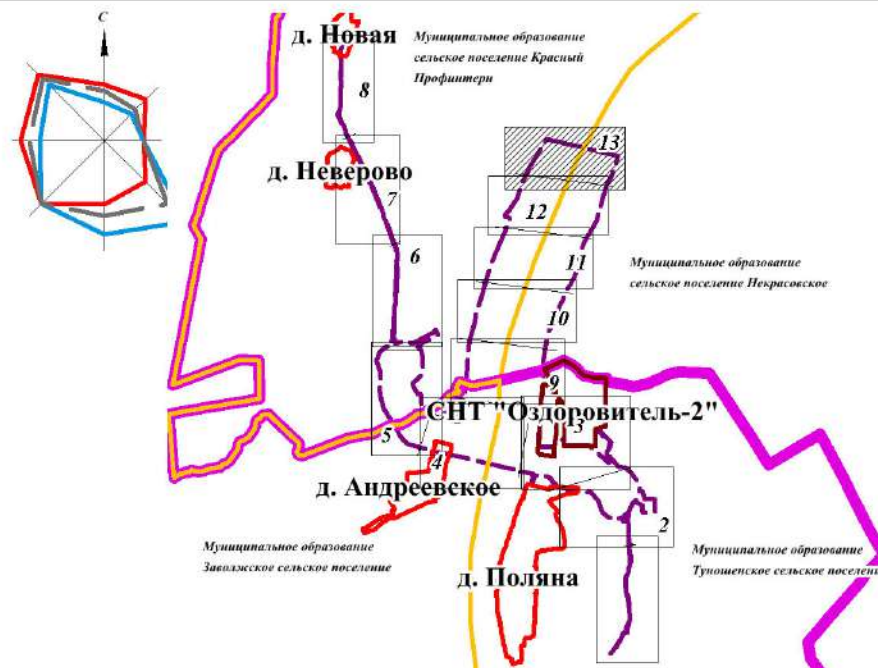 С
д. Новая
Муниципальное образование
сельское поселение Красный
Профинтерн
8
13
д. Неверово
7
12
6
11
Муниципальное образование
сельское поселение Некрасовское
10
9
СНТ "Оздоровитель-2"
3
5
4
д. Андреевское
2
Муниципальное образование
Заволжское сельское поселение
Муниципальное образование
Туношенское сельское поселени
д. Поляна